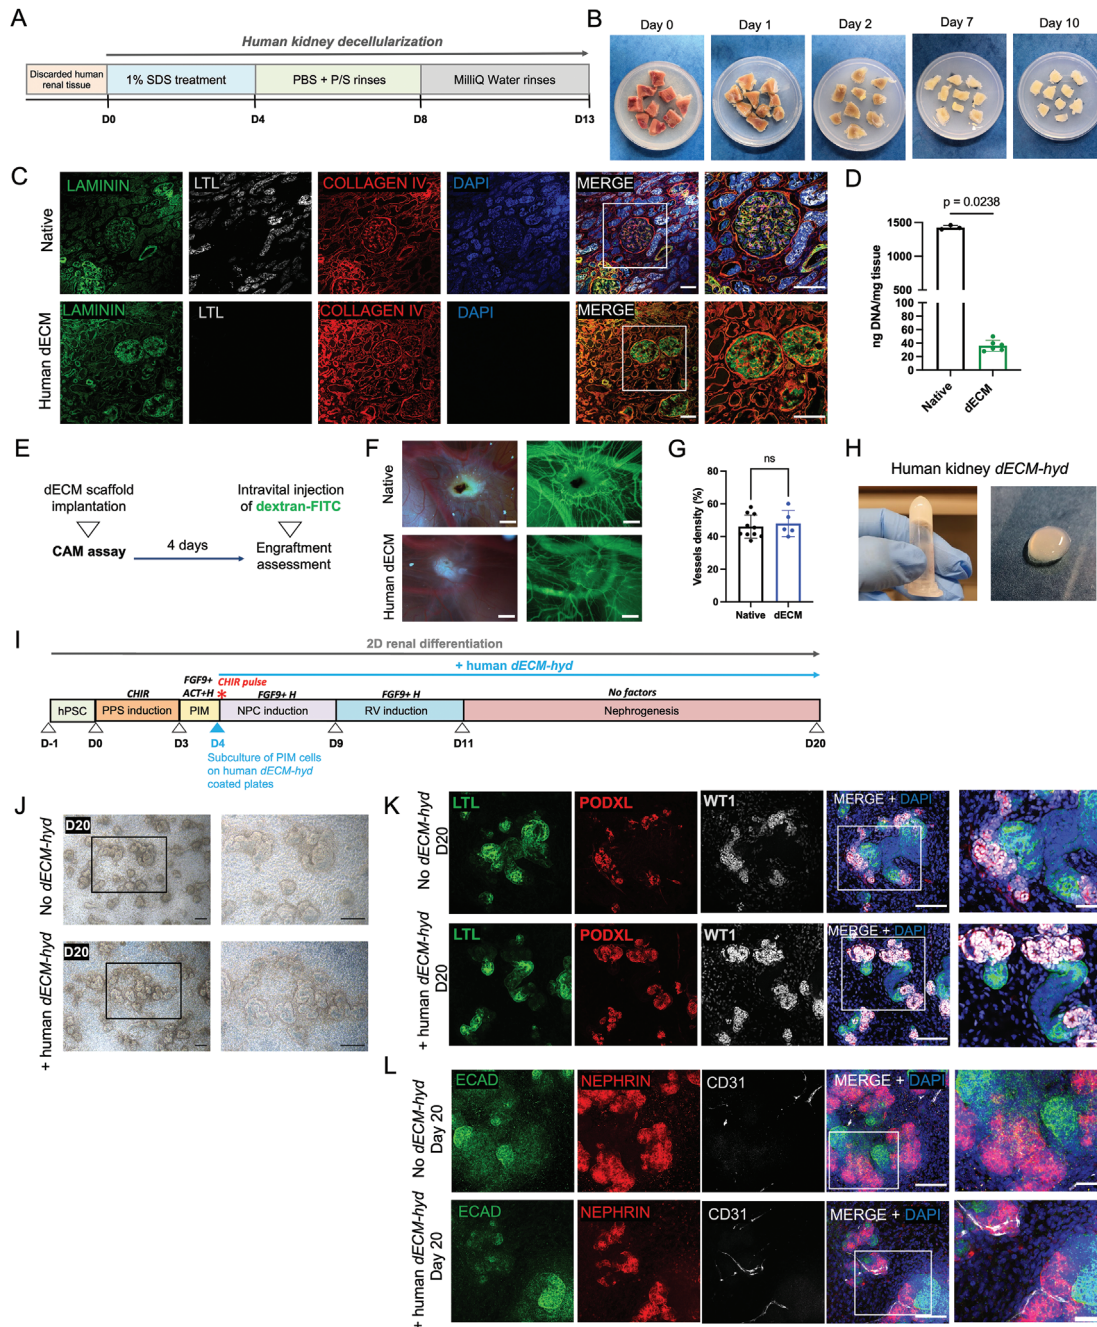 A
Human kidney decellularization
Discarded human
renal tissue
1% SDS treatment
PBS + P/S rinses
MilliQ Water rinses
D0
D4
D8
D13
B
Day 0
Day 1
Day 2
Day 7
Day 10
C
Native
LAMININ
LTL
COLLAGEN IV
DAPI
MERGE
Human dECM
LAMININ
LTL
COLLAGEN IV
DAPI
MERGE
D
p = 0.0238
ng DNA/mg tissue
1500
1000
500
100
80
60
40
20
0
Native
dECM
E
dECM scaffold
implantation
CAM assay
4 days
Intravital injection
of dextran-FITC
Engraftment
assessment
F
Native
Human dECM
G
ns
Vessels density (%)
80
60
40
20
0
Native
dECM
H
Human kidney dECM-hyd
I
2D renal differentiation
+ human dECM-hyd
CHIR
FGF9+
ACT+H
CHIR pulse
*
FGF9+ H
FGF9+ H
No factors
hPSC
PPS induction
PIM
NPC induction
RV induction
Nephrogenesis
D-1
D0
D3
D4
D9
D11
D20
Subculture of PIM cells
on human dECM-hyd
coated plates
J
No dECM-hyd
D20
+ human dECM-hyd
D20
K
No dECM-hyd
D20
LTL
PODXL
WT1
MERGE + DAPI
+ human dECM-hyd
D20
LTL
PODXL
WT1
MERGE + DAPI
L
No dECM-hyd
Day 20
ECAD
NEPHRIN
CD31
MERGE + DAPI
+ human dECM-hyd
Day 20
ECAD
NEPHRIN
CD31
MERGE + DAPI